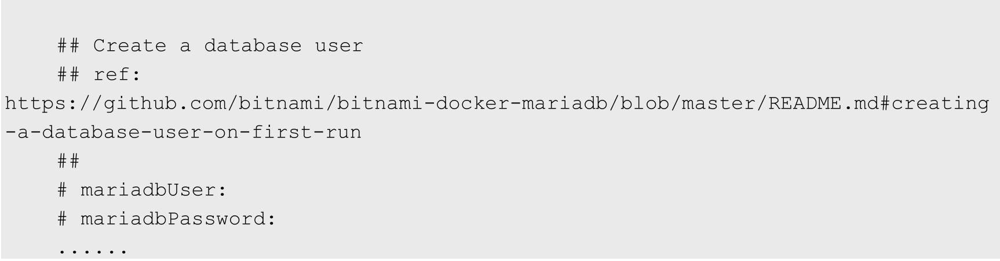 ## Create a database user
## ref:
https://github.com/bitnami/bitnami-docker-mariadb/blob/master/README.md#creating
-a-database-user-on-first-run
##
# mariadbUser:
# mariadbPassword:
......